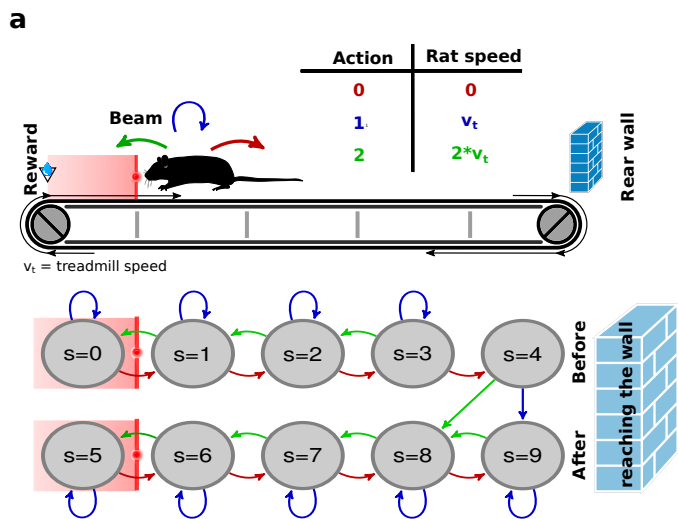 a
Action Rat speed
0 0
1 vt
2 2*vt
Beam
Reward
Rear wall
vt = treadmill speed
s=0 s=1 s=2 s=3 s=4
Before
s=5 s=6 s=7 s=8 s=9
After
reaching the wall